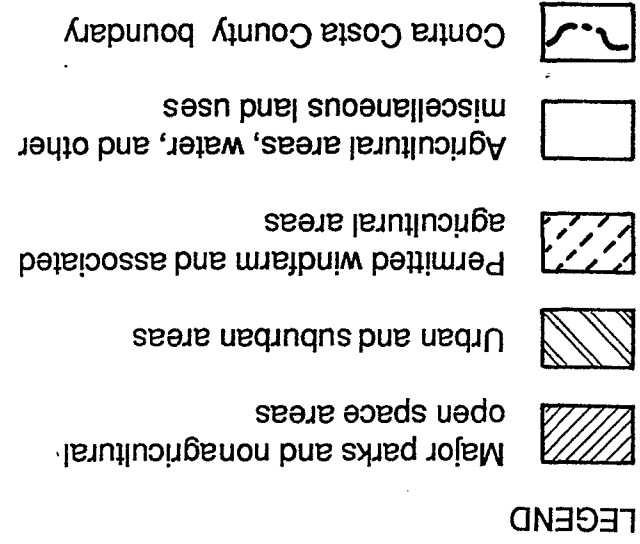 LEGEND
Major parks and nonagricultural
open space areas
Urban and suburban areas
Permitted windfarm and associated
agricultural areas
Agricultural areas, water, and other
miscellaneous land uses
Contra Costa County boundary